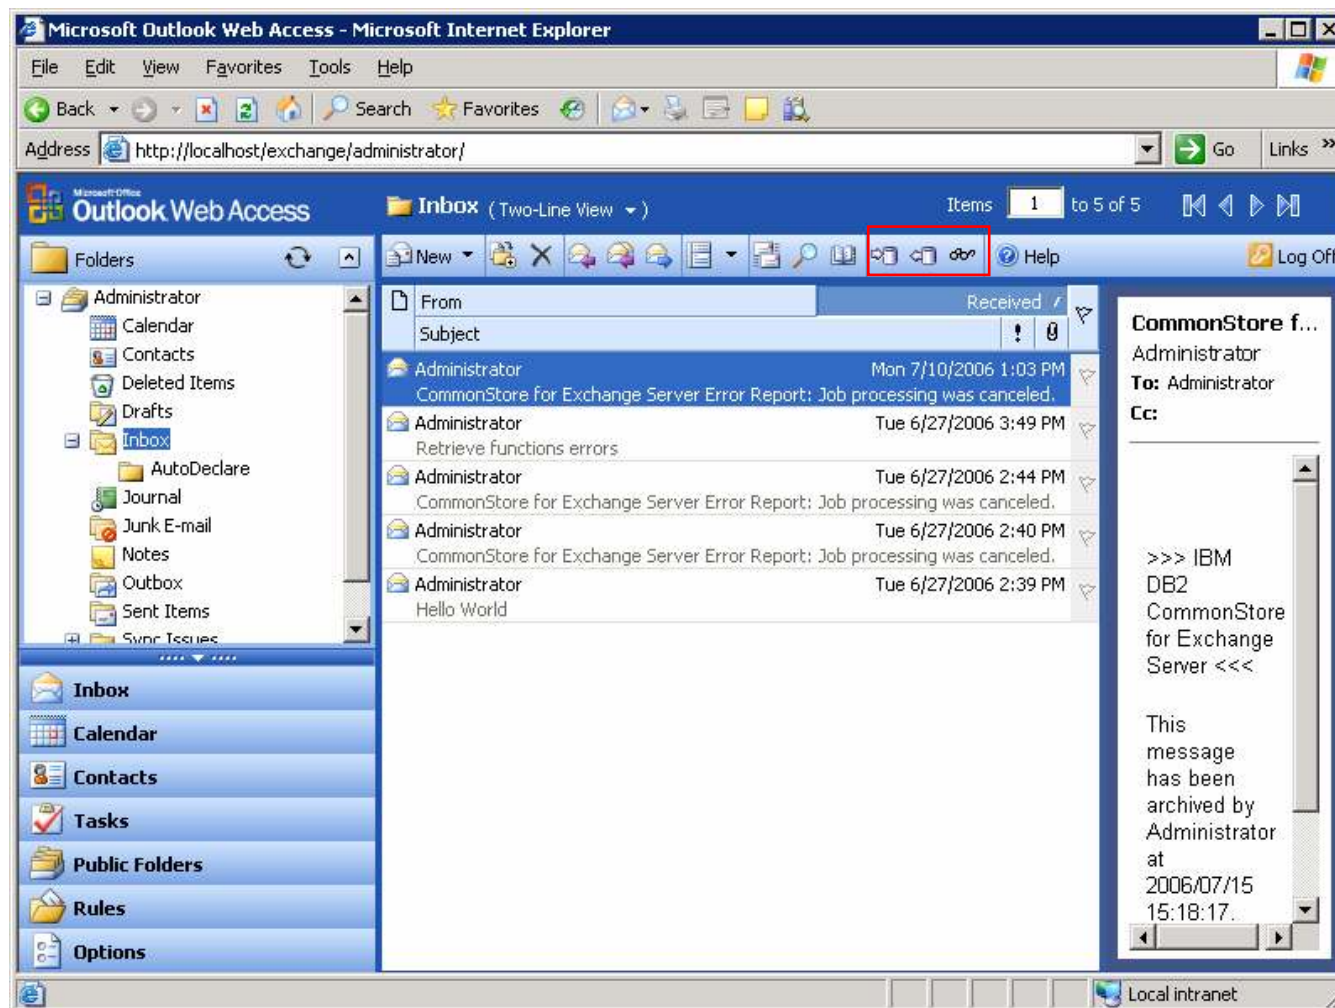 Microsoft Outlook Web Access - Microsoft Internet Explorer
File Edit View Favorites Tools Help
Back Search Favorites
Address http://localhost/exchange/administrator/ Go Links »
Microsoft Office
Outlook Web Access
Inbox (Two-Line View ) Items 1 to 5 of 5
Folders
New Help Log Off
Administrator
Calendar
Contacts
Deleted Items
Drafts
Inbox
AutoDeclare
Journal
Junk E-mail
Notes
Outbox
Sent Items
Sync Issues
Inbox
Calendar
Contacts
Tasks
Public Folders
Rules
Options
From Received
Subject
Administrator Mon 7/10/2006 1:03 PM
CommonStore for Exchange Server Error Report: Job processing was canceled.
Administrator Tue 6/27/2006 3:49 PM
Retrieve functions errors
Administrator Tue 6/27/2006 2:44 PM
CommonStore for Exchange Server Error Report: Job processing was canceled.
Administrator Tue 6/27/2006 2:40 PM
CommonStore for Exchange Server Error Report: Job processing was canceled.
Administrator Tue 6/27/2006 2:39 PM
Hello World
CommonStore f...
Administrator
To: Administrator
Cc:
>>> IBM
DB2
CommonStore
for Exchange
Server <<<
This
message
has been
archived by
Administrator
at
2006/07/15
15:18:17.
Local intranet